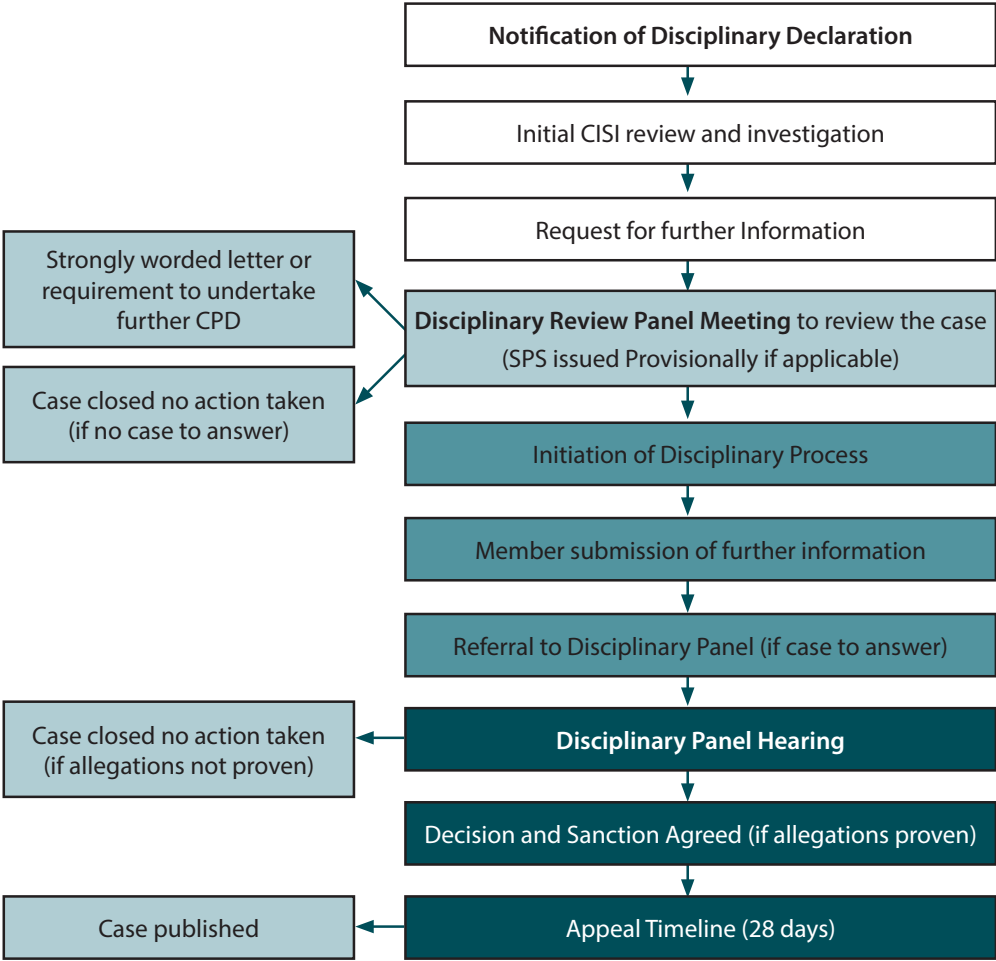 Notification of Disciplinary Declaration
Initial CISI review and investigation
Request for further Information
Strongly worded letter or
requirement to undertake
further CPD
Disciplinary Review Panel Meeting to review the case
(SPS issued Provisionally if applicable)
Case closed no action taken
(if no case to answer)
Initiation of Disciplinary Process
Member submission of further information
Referral to Disciplinary Panel (if case to answer)
Case closed no action taken
(if allegations not proven)
Disciplinary Panel Hearing
Decision and Sanction Agreed (if allegations proven)
Case published
Appeal Timeline (28 days)